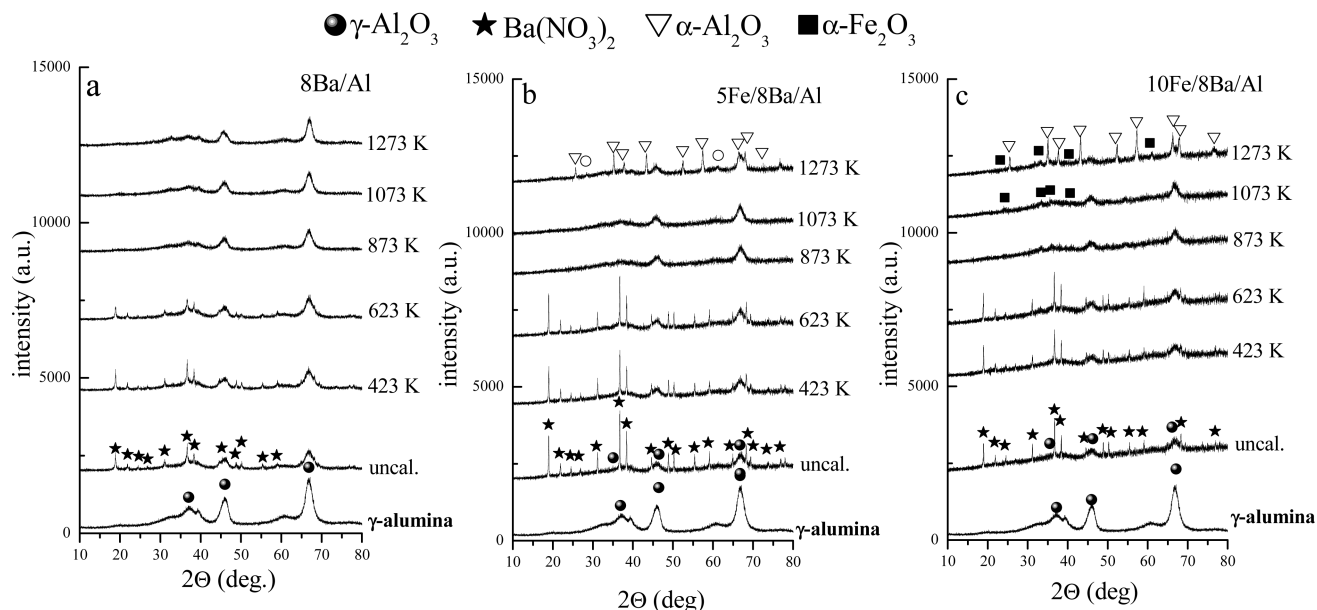 γ-Al2O3 Ba(NO3)2 α-Al2O3 α-Fe2O3
a
8Ba/Al
15000
10000
5000
0
intensity (a.u.)
1273 K
1073 K
873 K
623 K
423 K
uncal.
γ-alumina
10 20 30 40 50 60 70 80
2Θ (deg.)
b
5Fe/8Ba/Al
15000
10000
5000
0
intensity (a.u.)
1273 K
1073 K
873 K
623 K
423 K
uncal.
γ-alumina
10 20 30 40 50 60 70 80
2Θ (deg)
c
10Fe/8Ba/Al
15000
10000
5000
0
intensity (a.u.)
1273 K
1073 K
873 K
623 K
423 K
uncal.
γ-alumina
10 20 30 40 50 60 70 80
2Θ (deg)